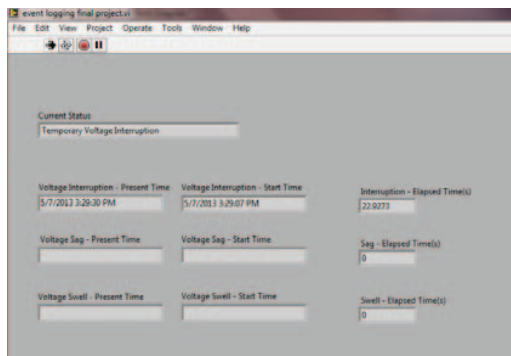 event logging final project.vi
File Edit View Project Operate Tools Window Help
Current Status
Temporary Voltage Interruption
Voltage Interruption - Present Time Voltage Interruption - Start Time Interruption - Elapsed Time(s)
5/7/2013 3:29:30 PM 5/7/2013 3:29:07 PM 22.9273
Voltage Sag - Present Time Voltage Sag - Start Time Sag - Elapsed Time(s)
0
Voltage Swell - Present Time Voltage Swell - Start Time Swell - Elapsed Time(s)
0